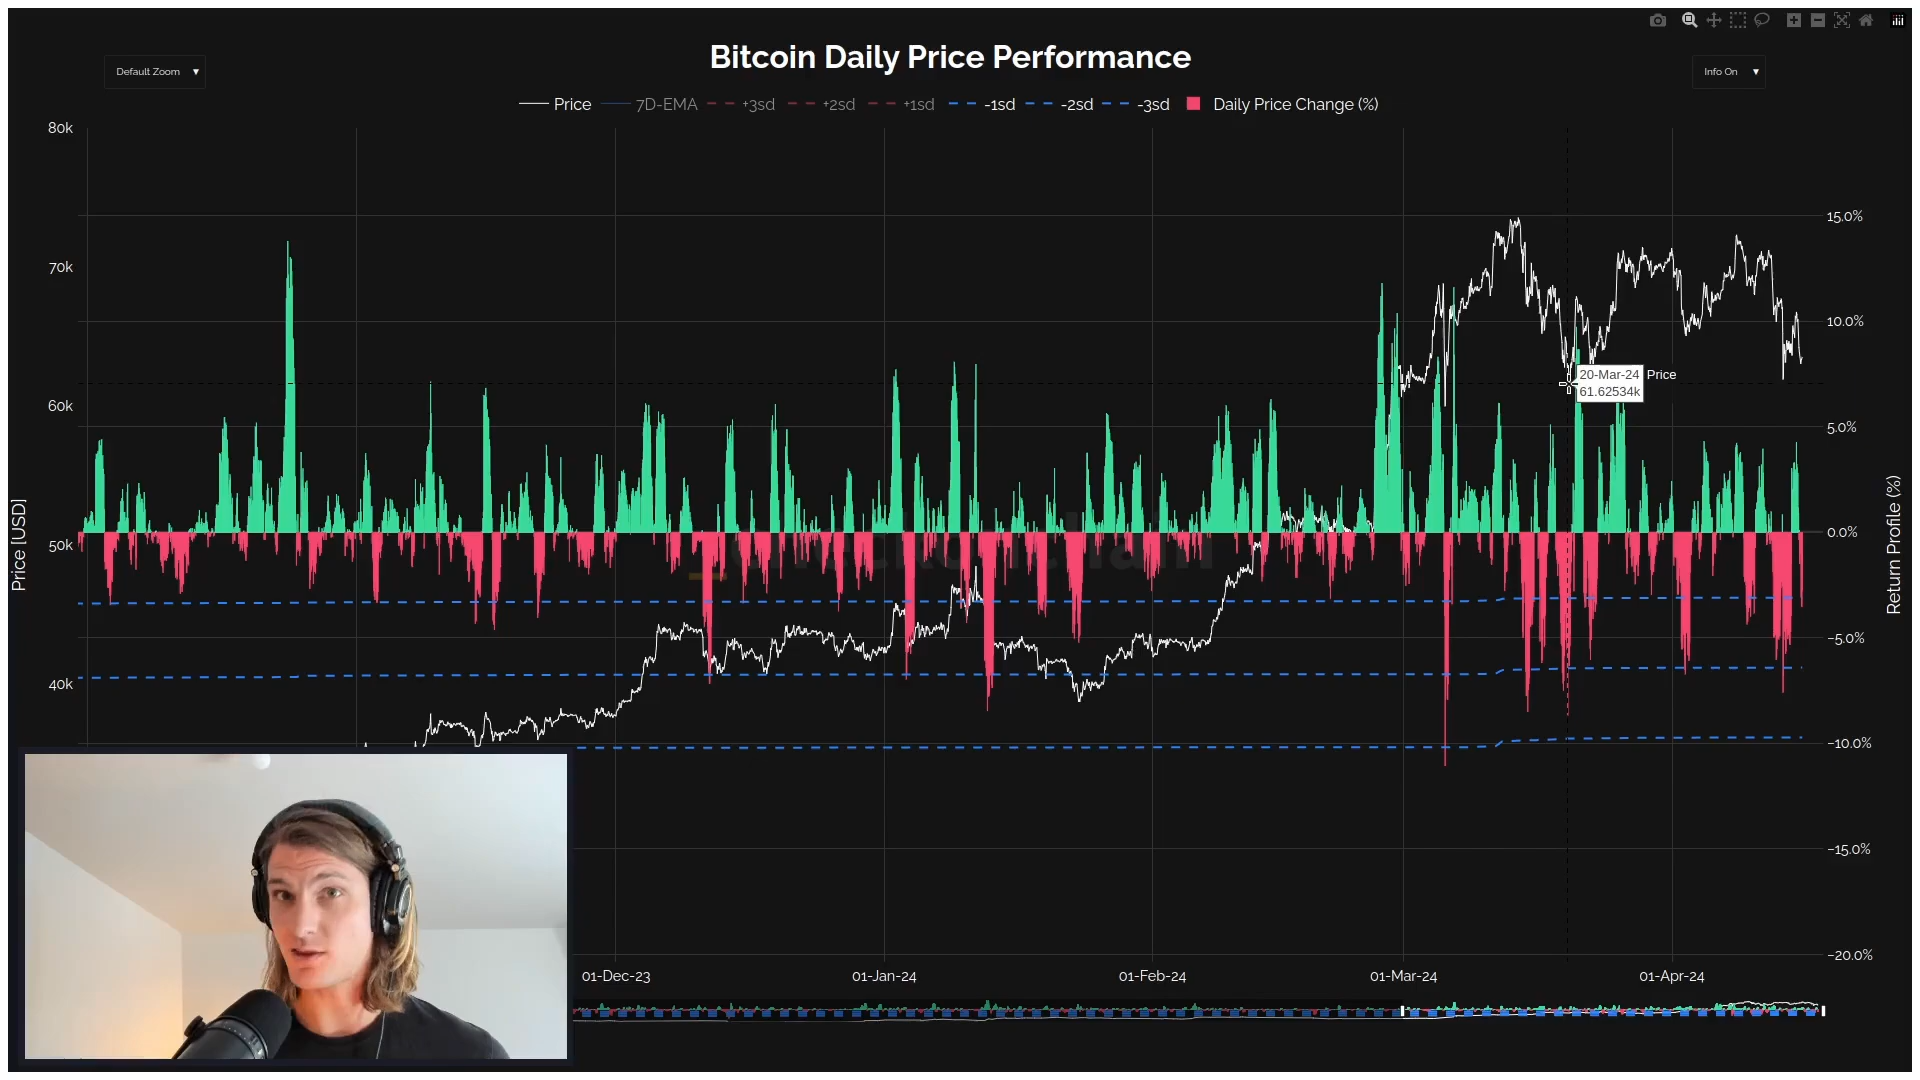 Bitcoin Daily Price Performance
Default Zoom ▼
Info On ▼
Price 7D-EMA +3sd +2sd +1sd -1sd -2sd -3sd Daily Price Change (%)
80k
70k
60k
50k
40k
Price [USD]
15.0%
10.0%
5.0%
0.0%
−5.0%
−10.0%
−15.0%
−20.0%
Return Profile (%)
20-Mar-24 Price
61.62534k
01-Dec-23
01-Jan-24
01-Feb-24
01-Mar-24
01-Apr-24